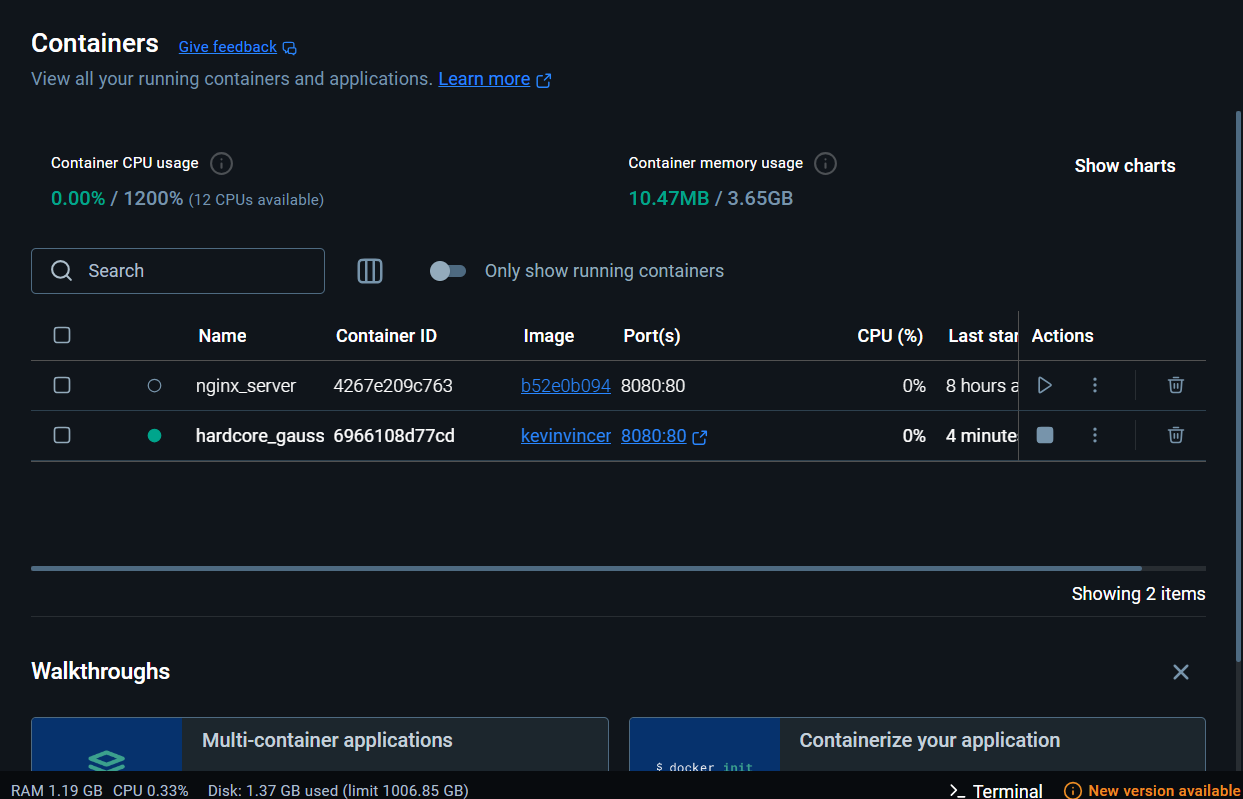 Containers Give feedback
View all your running containers and applications. Learn more
Container CPU usage Container memory usage Show charts
0.00% / 1200% (12 CPUs available) 10.47MB / 3.65GB
Search Only show running containers
Name Container ID Image Port(s) CPU (%) Last star Actions
nginx_server 4267e209c763 b52e0b094 8080:80 0% 8 hours a
hardcore_gauss 6966108d77cd kevinvincer 8080:80 0% 4 minute
Showing 2 items
Walkthroughs
Multi-container applications Containerize your application
$ docker init
RAM 1.19 GB CPU 0.33% Disk: 1.37 GB used (limit 1006.85 GB) >_ Terminal New version available